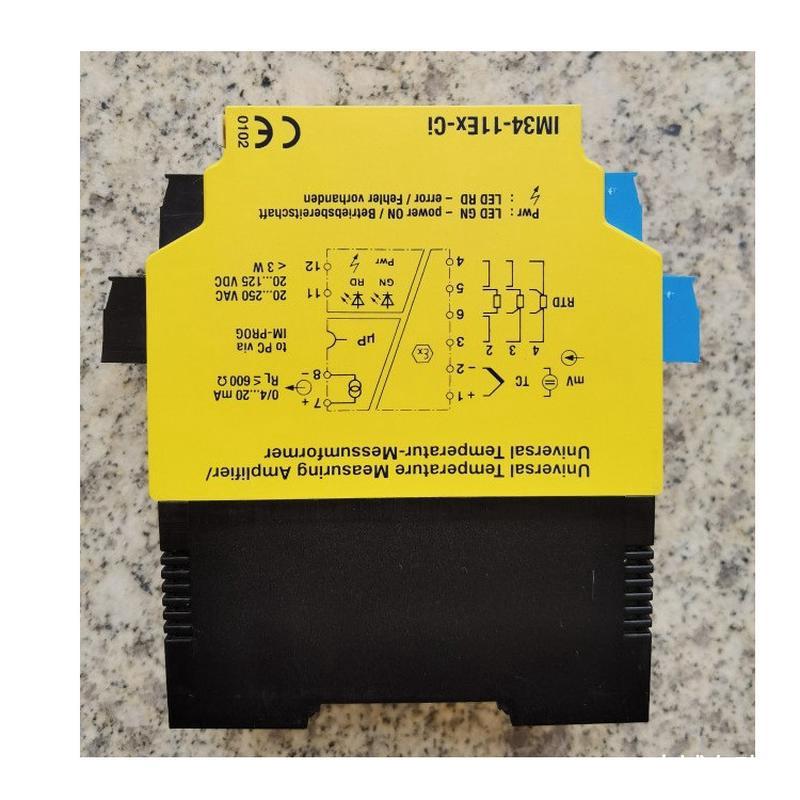 Universal Temperature Measuring Amplifier/
Universal Temperatur-Messumformer
mV
TC
1 +
2 −
4 3 2
3
RTD
6
5
4
Ex
7 +
8 −
0/4...20 mA
RL ≤ 600 Ω
µP
to PC via
IM-PROG
GN RD
Pwr
11
12
20...250 VAC
20...125 VDC
< 3 W
Pwr : LED GN – power ON / Betriebsbereitschaft
: LED RD – error / Fehler vorhanden
IM34-11Ex-Ci
CE
0102